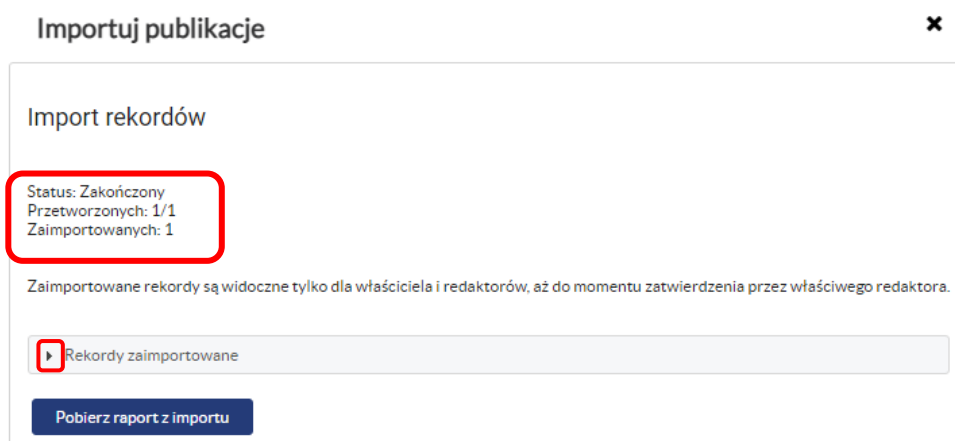 Importuj publikacje
Import rekordów
Status: Zakończony
Przetworzonych: 1/1
Zaimportowanych: 1
Zaimportowane rekordy są widoczne tylko dla właściciela i redaktorów, aż do momentu zatwierdzenia przez właściwego redaktora.
Rekordy zaimportowane
Pobierz raport z importu